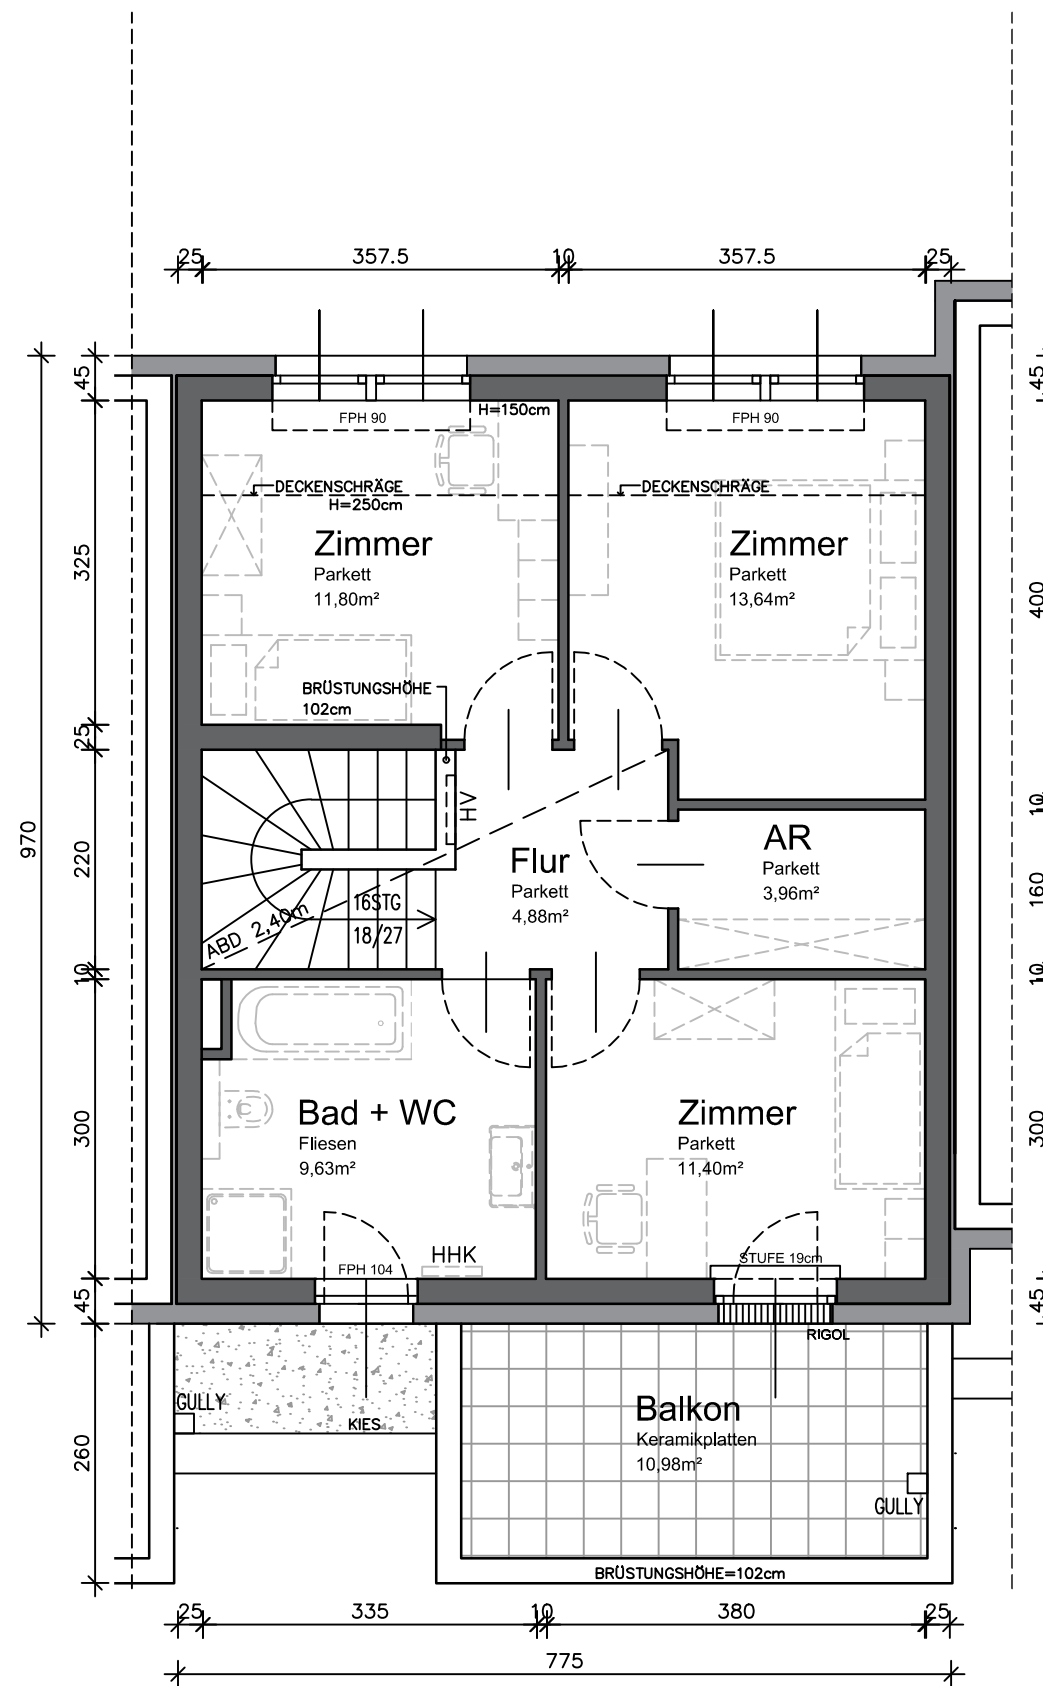 25
357.5
10
357.5
25
45
45
FPH 90
H=150cm
FPH 90
DECKENSCHRÄGE
H=250cm
DECKENSCHRÄGE
Zimmer
Parkett
11,80m²
Zimmer
Parkett
13,64m²
325
400
BRÜSTUNGSHÖHE
102cm
25
970
HV
10
220
Flur
Parkett
4,88m²
AR
Parkett
3,96m²
160
16STG
18/27
ABD 2,40m
10
10
300
Bad + WC
Fliesen
9,63m²
Zimmer
Parkett
11,40m²
300
HHK
FPH 104
STUFE 19cm
45
45
RIGOL
GULLY
KIES
Balkon
Keramikplatten
10,98m²
260
GULLY
BRÜSTUNGSHÖHE=102cm
25
335
10
380
25
775